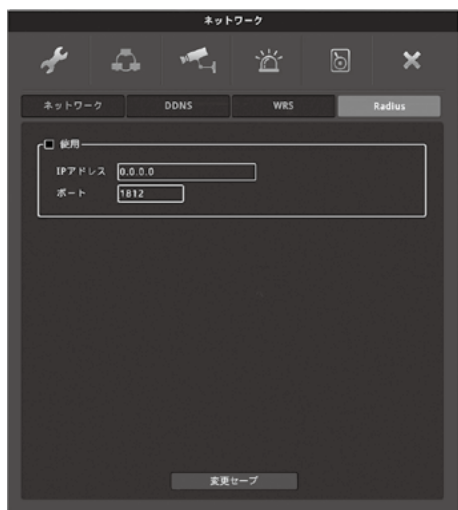 ネットワーク
ネットワーク DDNS WRS Radius
使用
IPアドレス 0.0.0.0
ポート 1812
変更セーブ